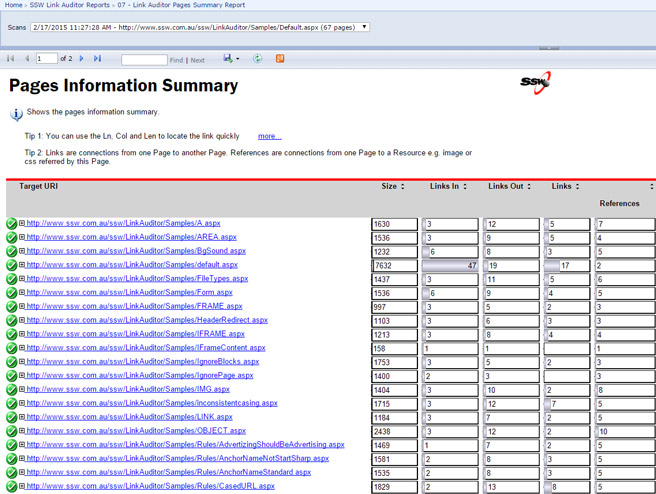 Home > SSW Link Auditor Reports > 07 - Link Auditor Pages Summary Report
Scans 2/17/2015 11:27:28 AM - http://www.ssw.com.au/ssw/LinkAuditor/Samples/Default.aspx (67 pages)
1 of 2 Find | Next
Pages Information Summary
SSW
Shows the pages information summary.
Tip 1: You can use the Ln, Col and Len to locate the link quickly more...
Tip 2: Links are connections from one Page to another Page. References are connections from one Page to a Resource e.g. image or
css referred by this Page.
Target URI Size Links In Links Out Links
References
http://www.ssw.com.au/ssw/LinkAuditor/Samples/A.aspx 1630 3 12 5 7
http://www.ssw.com.au/ssw/LinkAuditor/Samples/AREA.aspx 1536 3 9 5 4
http://www.ssw.com.au/ssw/LinkAuditor/Samples/BgSound.aspx 1232 6 8 3 5
http://www.ssw.com.au/ssw/LinkAuditor/Samples/default.aspx 7632 47 19 17 2
http://www.ssw.com.au/ssw/LinkAuditor/Samples/FileTypes.aspx 1437 3 11 5 6
http://www.ssw.com.au/ssw/LinkAuditor/Samples/Form.aspx 1536 6 9 4 5
http://www.ssw.com.au/ssw/LinkAuditor/Samples/FRAME.aspx 997 3 5 2 3
http://www.ssw.com.au/ssw/LinkAuditor/Samples/HeaderRedirect.aspx 1103 3 6 3 3
http://www.ssw.com.au/ssw/LinkAuditor/Samples/IFRAME.aspx 1213 3 8 4 4
http://www.ssw.com.au/ssw/LinkAuditor/Samples/IFrameContent.aspx 158 1 1 1
http://www.ssw.com.au/ssw/LinkAuditor/Samples/IgnoreBlocks.aspx 1753 3 5 2 3
http://www.ssw.com.au/ssw/LinkAuditor/Samples/IgnorePage.aspx 1400 2 3 3
http://www.ssw.com.au/ssw/LinkAuditor/Samples/IMG.aspx 1404 3 10 2 8
http://www.ssw.com.au/ssw/LinkAuditor/Samples/Inconsistentcasing.aspx 1715 3 12 7 5
http://www.ssw.com.au/ssw/LinkAuditor/Samples/LINK.aspx 1184 3 7 2 5
http://www.ssw.com.au/ssw/LinkAuditor/Samples/OBJECT.aspx 2438 3 12 2 10
http://www.ssw.com.au/ssw/LinkAuditor/Samples/Rules/AdvertizingShouldBeAdvertising.aspx 1469 1 7 2 5
http://www.ssw.com.au/ssw/LinkAuditor/Samples/Rules/AnchorNameNotStartSharp.aspx 1581 2 8 3 5
http://www.ssw.com.au/ssw/LinkAuditor/Samples/Rules/AnchorNameStandard.aspx 1535 2 8 3 5
http://www.ssw.com.au/ssw/LinkAuditor/Samples/Rules/CasedURL.aspx 1829 2 13 8 5